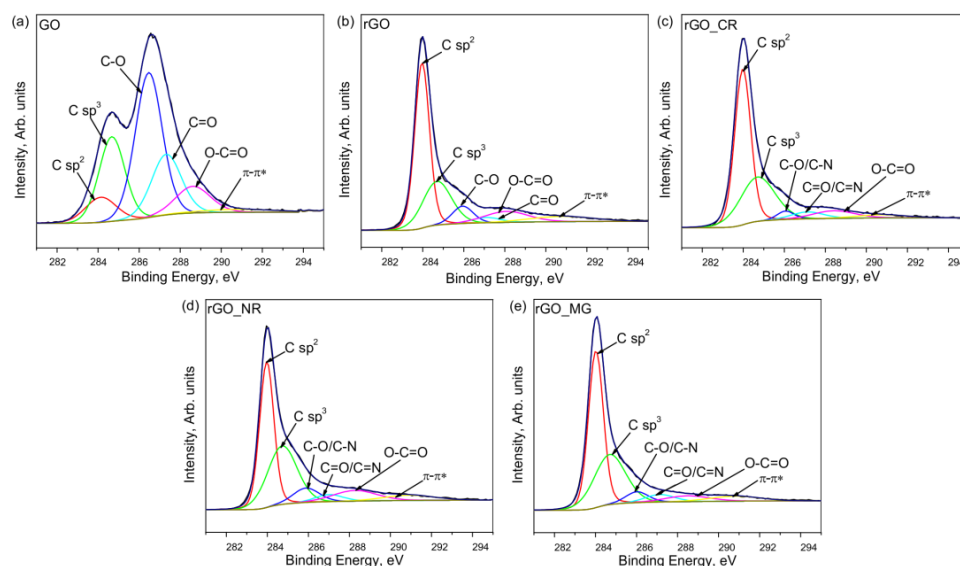 (a) GO
C-O
C sp³
C=O
C sp²
O-C=O
π-π*
Intensity, Arb. units
282 284 286 288 290 292 294
Binding Energy, eV
(b) rGO
C sp²
C sp³
C-O
O-C=O
C=O
π-π*
Intensity, Arb. units
282 284 286 288 290 292 294
Binding Energy, eV
(c) rGO_CR
C sp²
C sp³
C-O/C-N
O-C=O
C=O/C=N
π-π*
Intensity, Arb. units
282 284 286 288 290 292 294
Binding Energy, eV
(d) rGO_NR
C sp²
C sp³
C-O/C-N
O-C=O
C=O/C=N
π-π*
Intensity, Arb. units
282 284 286 288 290 292 294
Binding Energy, eV
(e) rGO_MG
C sp²
C sp³
C-O/C-N
O-C=O
C=O/C=N
π-π*
Intensity, Arb. units
282 284 286 288 290 292 294
Binding Energy, eV